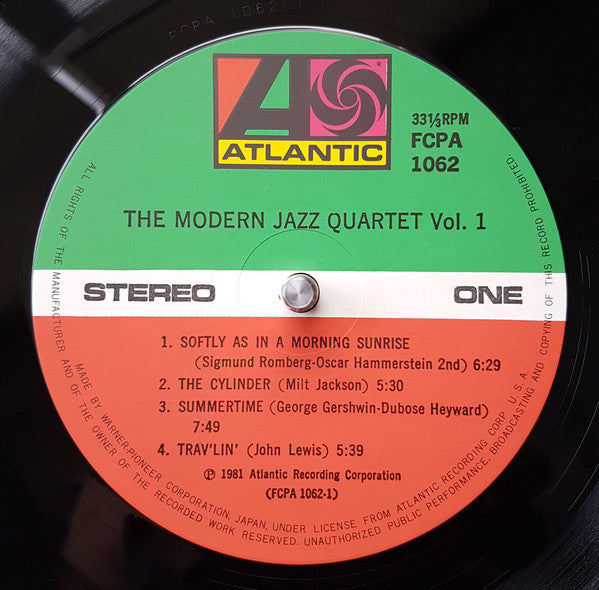 FCPA 1062
ATLANTIC
33⅓RPM
FCPA
1062
THE MODERN JAZZ QUARTET Vol. 1
STEREO
ONE
1. SOFTLY AS IN A MORNING SUNRISE
(Sigmund Romberg-Oscar Hammerstein 2nd) 6:29
2. THE CYLINDER (Milt Jackson) 5:30
3. SUMMERTIME (George Gershwin-Dubose Heyward)
7:49
4. TRAV'LIN' (John Lewis) 5:39
℗ 1981 Atlantic Recording Corporation
(FCPA 1062-1)
MADE BY WARNER-PIONEER CORPORATION, JAPAN, UNDER LICENSE FROM ATLANTIC RECORDING CORP. U.S.A.
ALL RIGHTS OF THE MANUFACTURER AND OF THE OWNER OF THE RECORDED WORK RESERVED. UNAUTHORIZED PUBLIC PERFORMANCE, BROADCASTING AND COPYING OF THIS RECORD PROHIBITED.